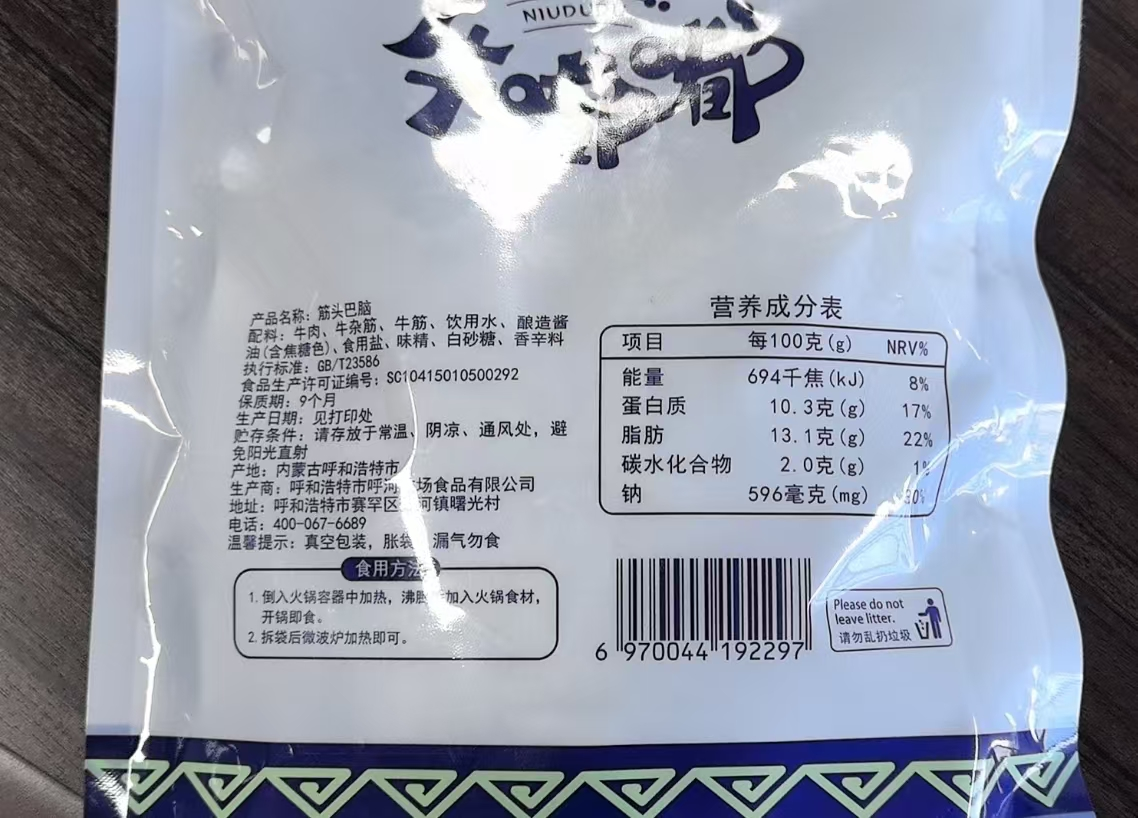 NIUDU
产品名称：筋头巴脑
配料：牛肉、牛杂筋、牛筋、饮用水、酿造酱
油(含焦糖色)、食用盐、味精、白砂糖、香辛料
执行标准：GB/T23586
食品生产许可证编号：SC10415010500292
保质期：9个月
生产日期：见打印处
贮存条件：请存放于常温、阴凉、通风处，避
免阳光直射
产地：内蒙古呼和浩特市
生产商：呼和浩特市呼河 场食品有限公司
地址：呼和浩特市赛罕区 河镇曙光村
电话：400-067-6689
温馨提示：真空包装，胀袋 漏气勿食
食用方法
1.倒入火锅容器中加热，沸腾 加入火锅食材，
开锅即食。
2.拆袋后微波炉加热即可。
营养成分表
项目 每100克(g) NRV%
能量 694千焦(kJ) 8%
蛋白质 10.3克(g) 17%
脂肪 13.1克(g) 22%
碳水化合物 2.0克(g) 1%
钠 596毫克(mg) 30%
6 970044 192297
Please do not
leave litter.
请勿乱扔垃圾